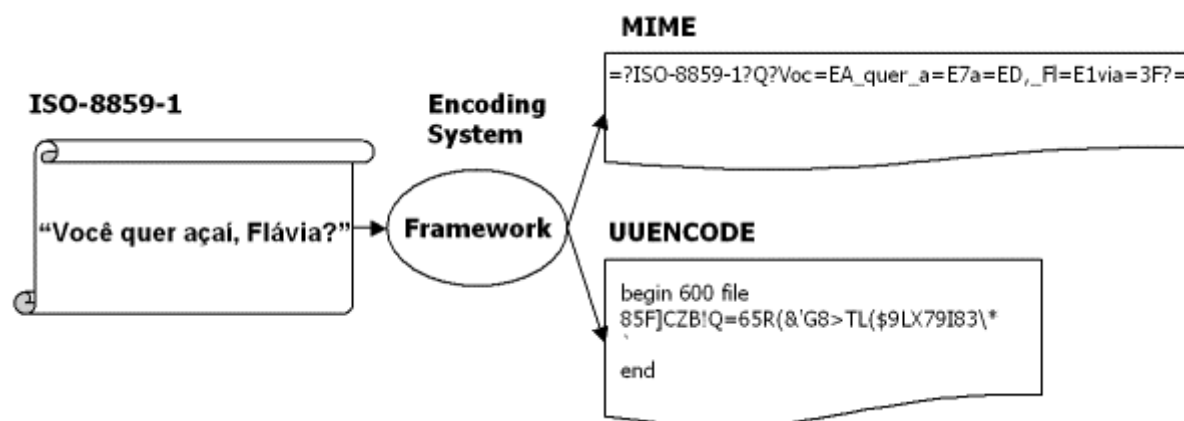 ISO-8859-1
“Você quer açaí, Flávia?”
Encoding
System
Framework
MIME
=?ISO-8859-1?Q?Voc=EA_quer_a=E7a=ED,_Fl=E1via=3F?=
UUENCODE
begin 600 file
85F]CZB!Q=65R(&'G8>TL($9LX79I83\*
`
end